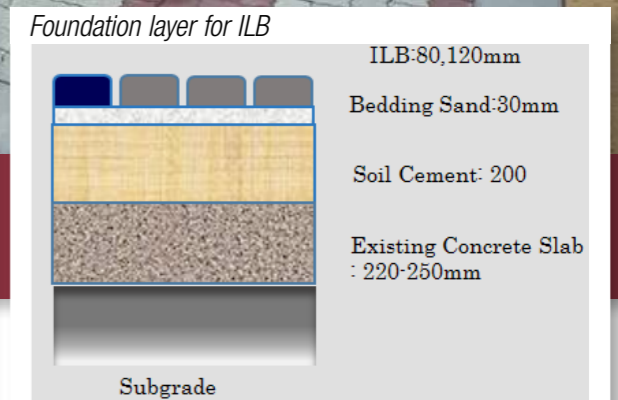 Foundation layer for ILB
ILB:80,120mm
Bedding Sand:30mm
Soil Cement: 200
Existing Concrete Slab
: 220-250mm
Subgrade